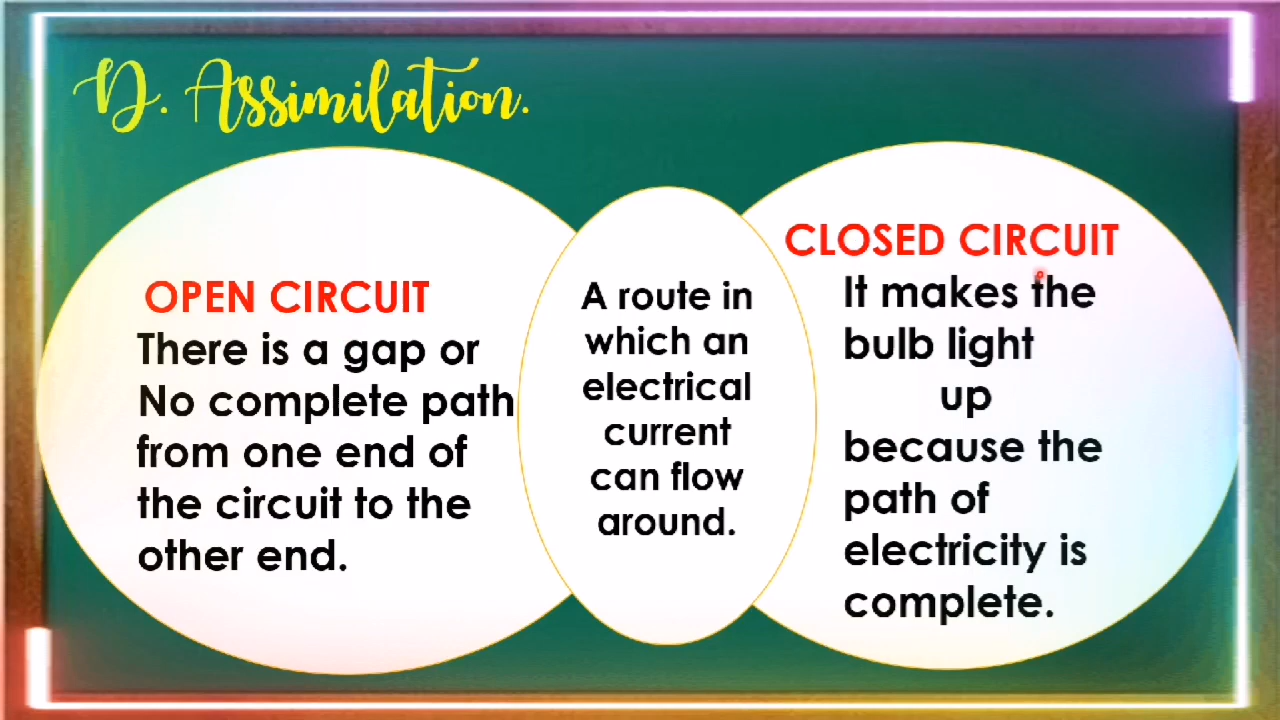 D. Assimilation.
OPEN CIRCUIT
There is a gap or
No complete path
from one end of
the circuit to the
other end.
A route in
which an
electrical
current
can flow
around.
CLOSED CIRCUIT
It makes the
bulb light
up
because the
path of
electricity is
complete.